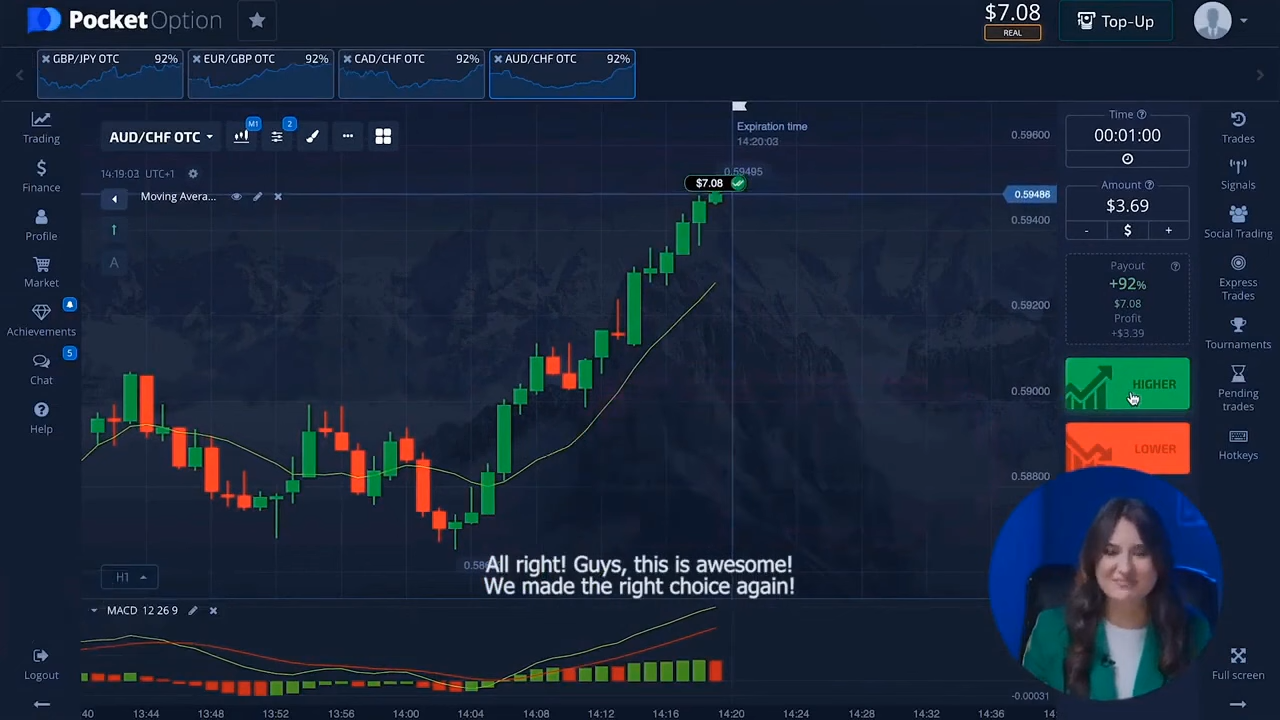 Pocket Option
$7.08
REAL
Top-Up
GBP/JPY OTC 92%
EUR/GBP OTC 92%
CAD/CHF OTC 92%
AUD/CHF OTC 92%
Trading
Finance
Profile
Market
Achievements
5
Chat
Help
Logout
AUD/CHF OTC
M1
2
14:19:03 UTC+1
Moving Avera...
A
Expiration time
14:20:03
0.59495
$7.08
0.59600
0.59486
0.59400
0.59200
0.59000
0.58800
0.58
H1
All right! Guys, this is awesome!
We made the right choice again!
MACD 12 26 9
-0.00031
40 13:44 13:48 13:52 13:56 14:00 14:04 14:08 14:12 14:16 14:20 14:24 14:28 14:32 14:36 14:
Time
00:01:00
Amount
$3.69
- $ +
Payout
+92%
$7.08
Profit
+$3.39
HIGHER
LOWER
Trades
Signals
Social Trading
Express
Trades
Tournaments
Pending
trades
Hotkeys
Full screen